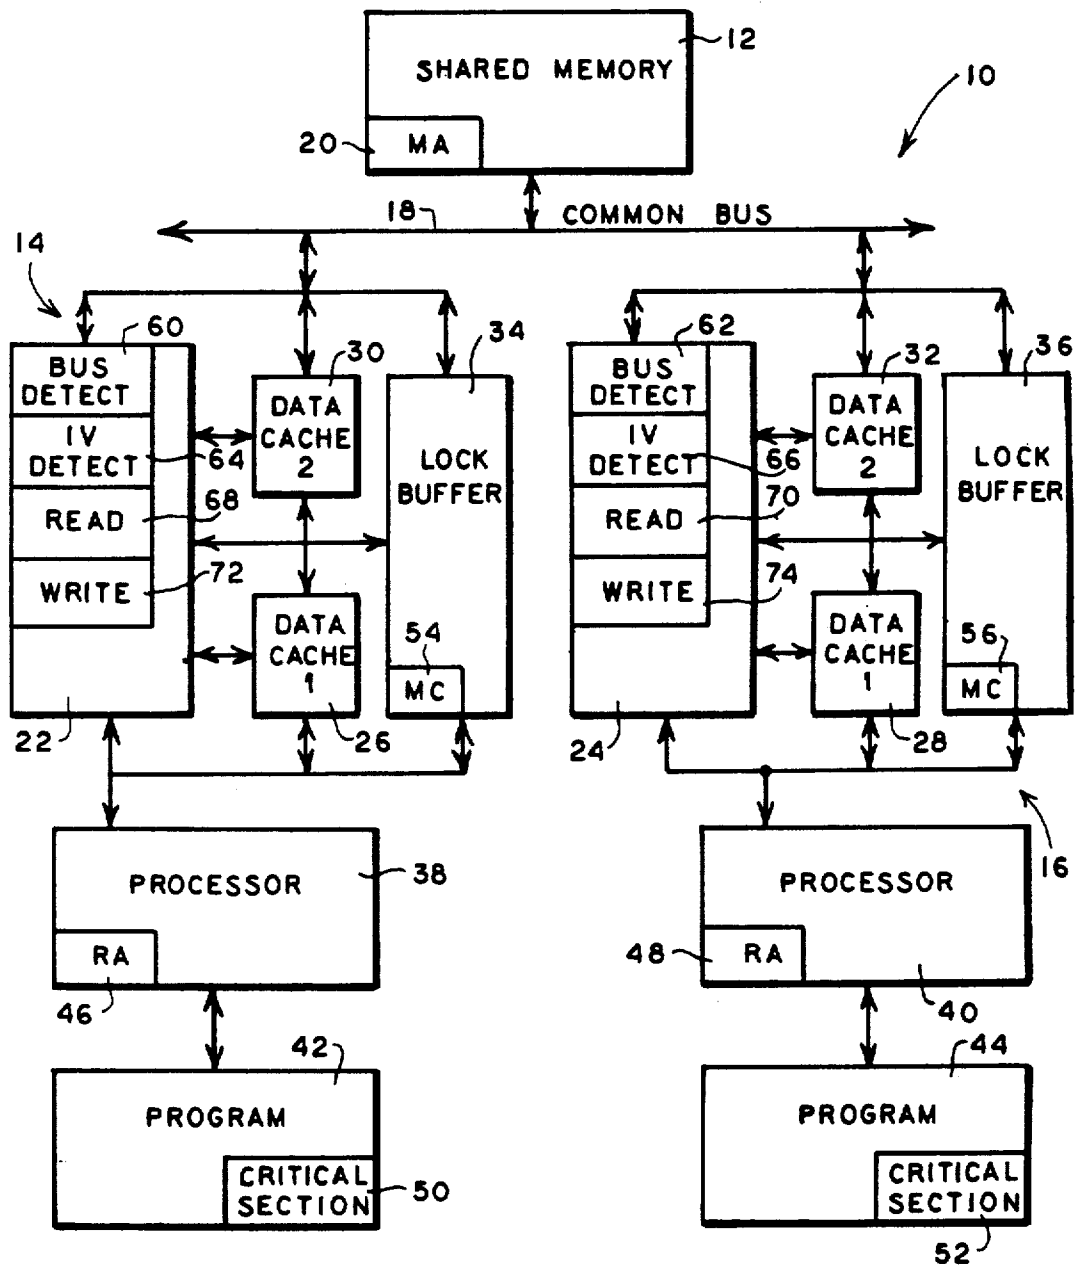 12
SHARED MEMORY
10
20
MA
18
COMMON BUS
14
60
BUS
DETECT
IV
DETECT
64
READ
68
WRITE
72
22
30
DATA
CACHE
2
DATA
CACHE
1
26
34
LOCK
BUFFER
54
MC
62
BUS
DETECT
IV
DETECT
66
READ
70
WRITE
74
24
32
DATA
CACHE
2
DATA
CACHE
1
28
36
LOCK
BUFFER
56
MC
16
PROCESSOR
38
RA
46
PROCESSOR
48
RA
40
42
PROGRAM
CRITICAL
SECTION
50
44
PROGRAM
CRITICAL
SECTION
52